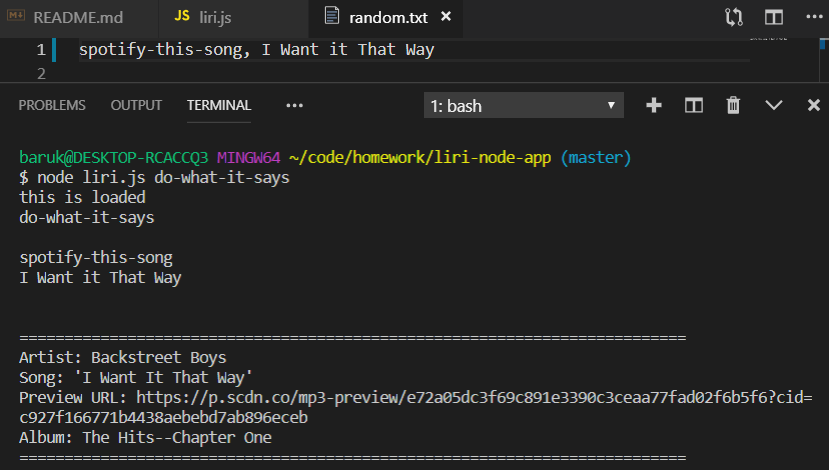 README.md JS liri.js random.txt ×
1 spotify-this-song, I Want it That Way
2
PROBLEMS OUTPUT TERMINAL ••• 1: bash
baruk@DESKTOP-RCACCQ3 MINGW64 ~/code/homework/liri-node-app (master)
$ node liri.js do-what-it-says
this is loaded
do-what-it-says
spotify-this-song
I Want it That Way
==========================================================================
Artist: Backstreet Boys
Song: 'I Want It That Way'
Preview URL: https://p.scdn.co/mp3-preview/e72a05dc3f69c891e3390c3ceaa77fad02f6b5f6?cid=
c927f166771b4438aebebd7ab896eceb
Album: The Hits--Chapter One
==========================================================================